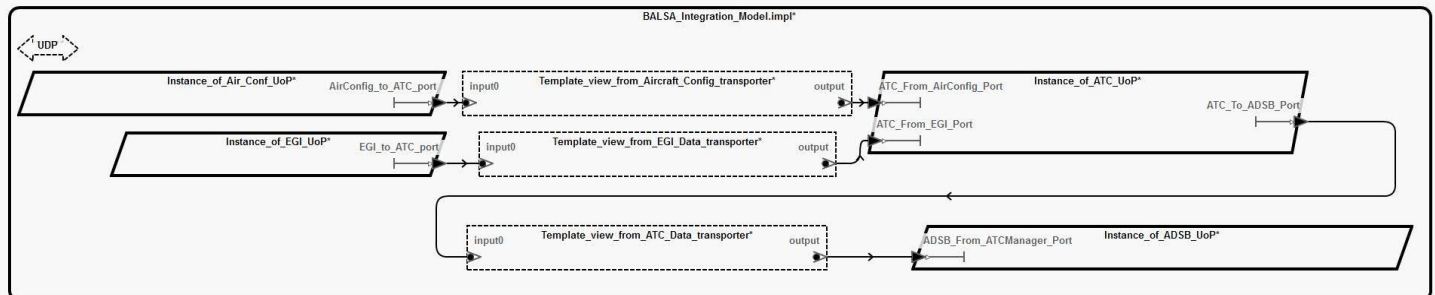 BALSA_Integration_Model.impl*
UDP
Instance_of_Air_Conf_UoP*
AirConfig_to_ATC_port
input0
Template_view_from_Aircraft_Config_transporter*
output
ATC_From_AirConfig_Port
Instance_of_ATC_UoP*
ATC_To_ADSB_Port
ATC_From_EGI_Port
Instance_of_EGI_UoP*
EGI_to_ATC_port
input0
Template_view_from_EGI_Data_transporter*
output
input0
Template_view_from_ATC_Data_transporter*
output
ADSB_From_ATCManager_Port
Instance_of_ADSB_UoP*